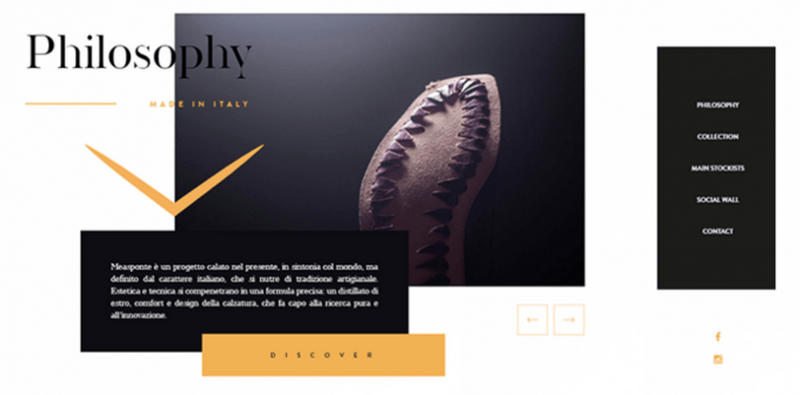 Philosophy
MADE IN ITALY
Measponte è un progetto calato nel presente, in sintonia col mondo, ma
definito dal carattere italiano, che si nutre di tradizione artigianale.
Estetica e tecnica si compenetrano in una formula precisa: un distillato di
estro, comfort e design della calzatura, che fa capo alla ricerca pura e
all'innovazione.
DISCOVER
PHILOSOPHY
COLLECTION
MAIN STOCKISTS
SOCIAL WALL
CONTACT